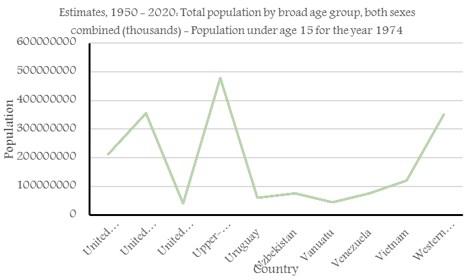 Estimates, 1950 - 2020: Total population by broad age group, both sexes
combined (thousands) - Population under age 15 for the year 1974
600000000
500000000
400000000
300000000
200000000
100000000
0
Population
United...
United...
United...
Upper-...
Uruguay
Uzbekistan
Vanuatu
Venezuela
Vietnam
Western...
Country